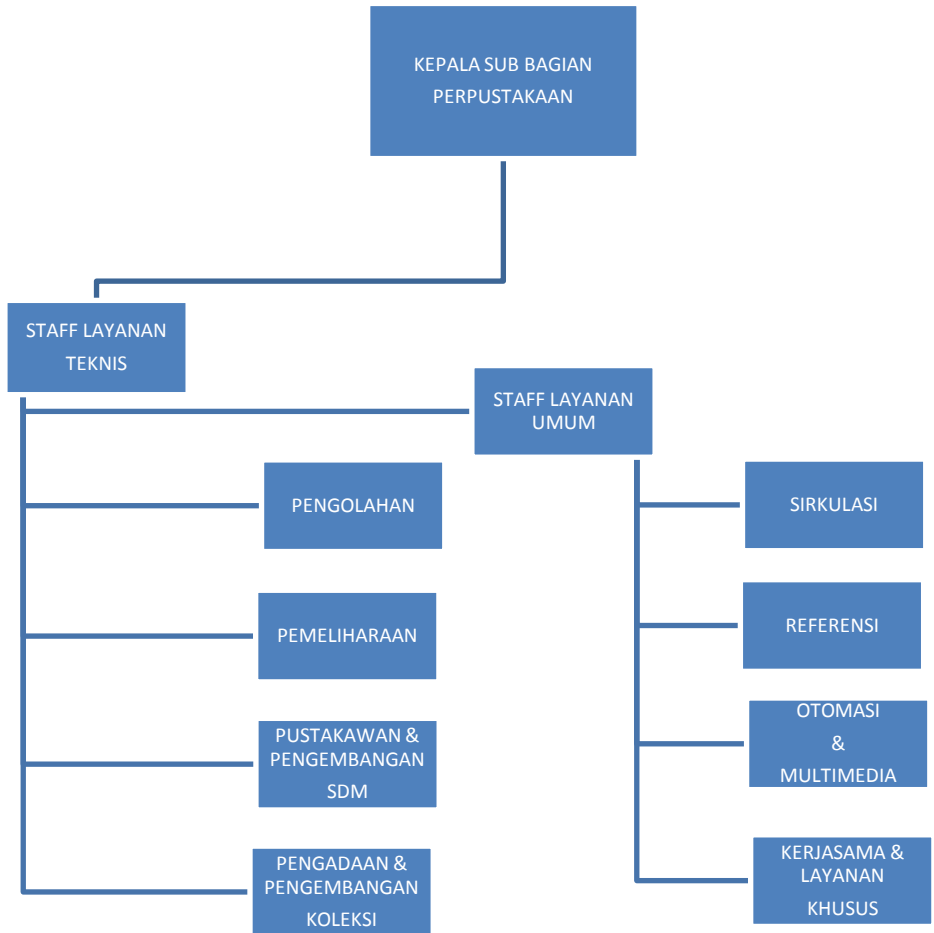 KEPALA SUB BAGIAN
PERPUSTAKAAN
STAFF LAYANAN
TEKNIS
STAFF LAYANAN
UMUM
PENGOLAHAN
SIRKULASI
PEMELIHARAAN
REFERENSI
PUSTAKAWAN &
PENGEMBANGAN
SDM
OTOMASI
&
MULTIMEDIA
PENGADAAN &
PENGEMBANGAN
KOLEKSI
KERJASAMA &
LAYANAN
KHUSUS